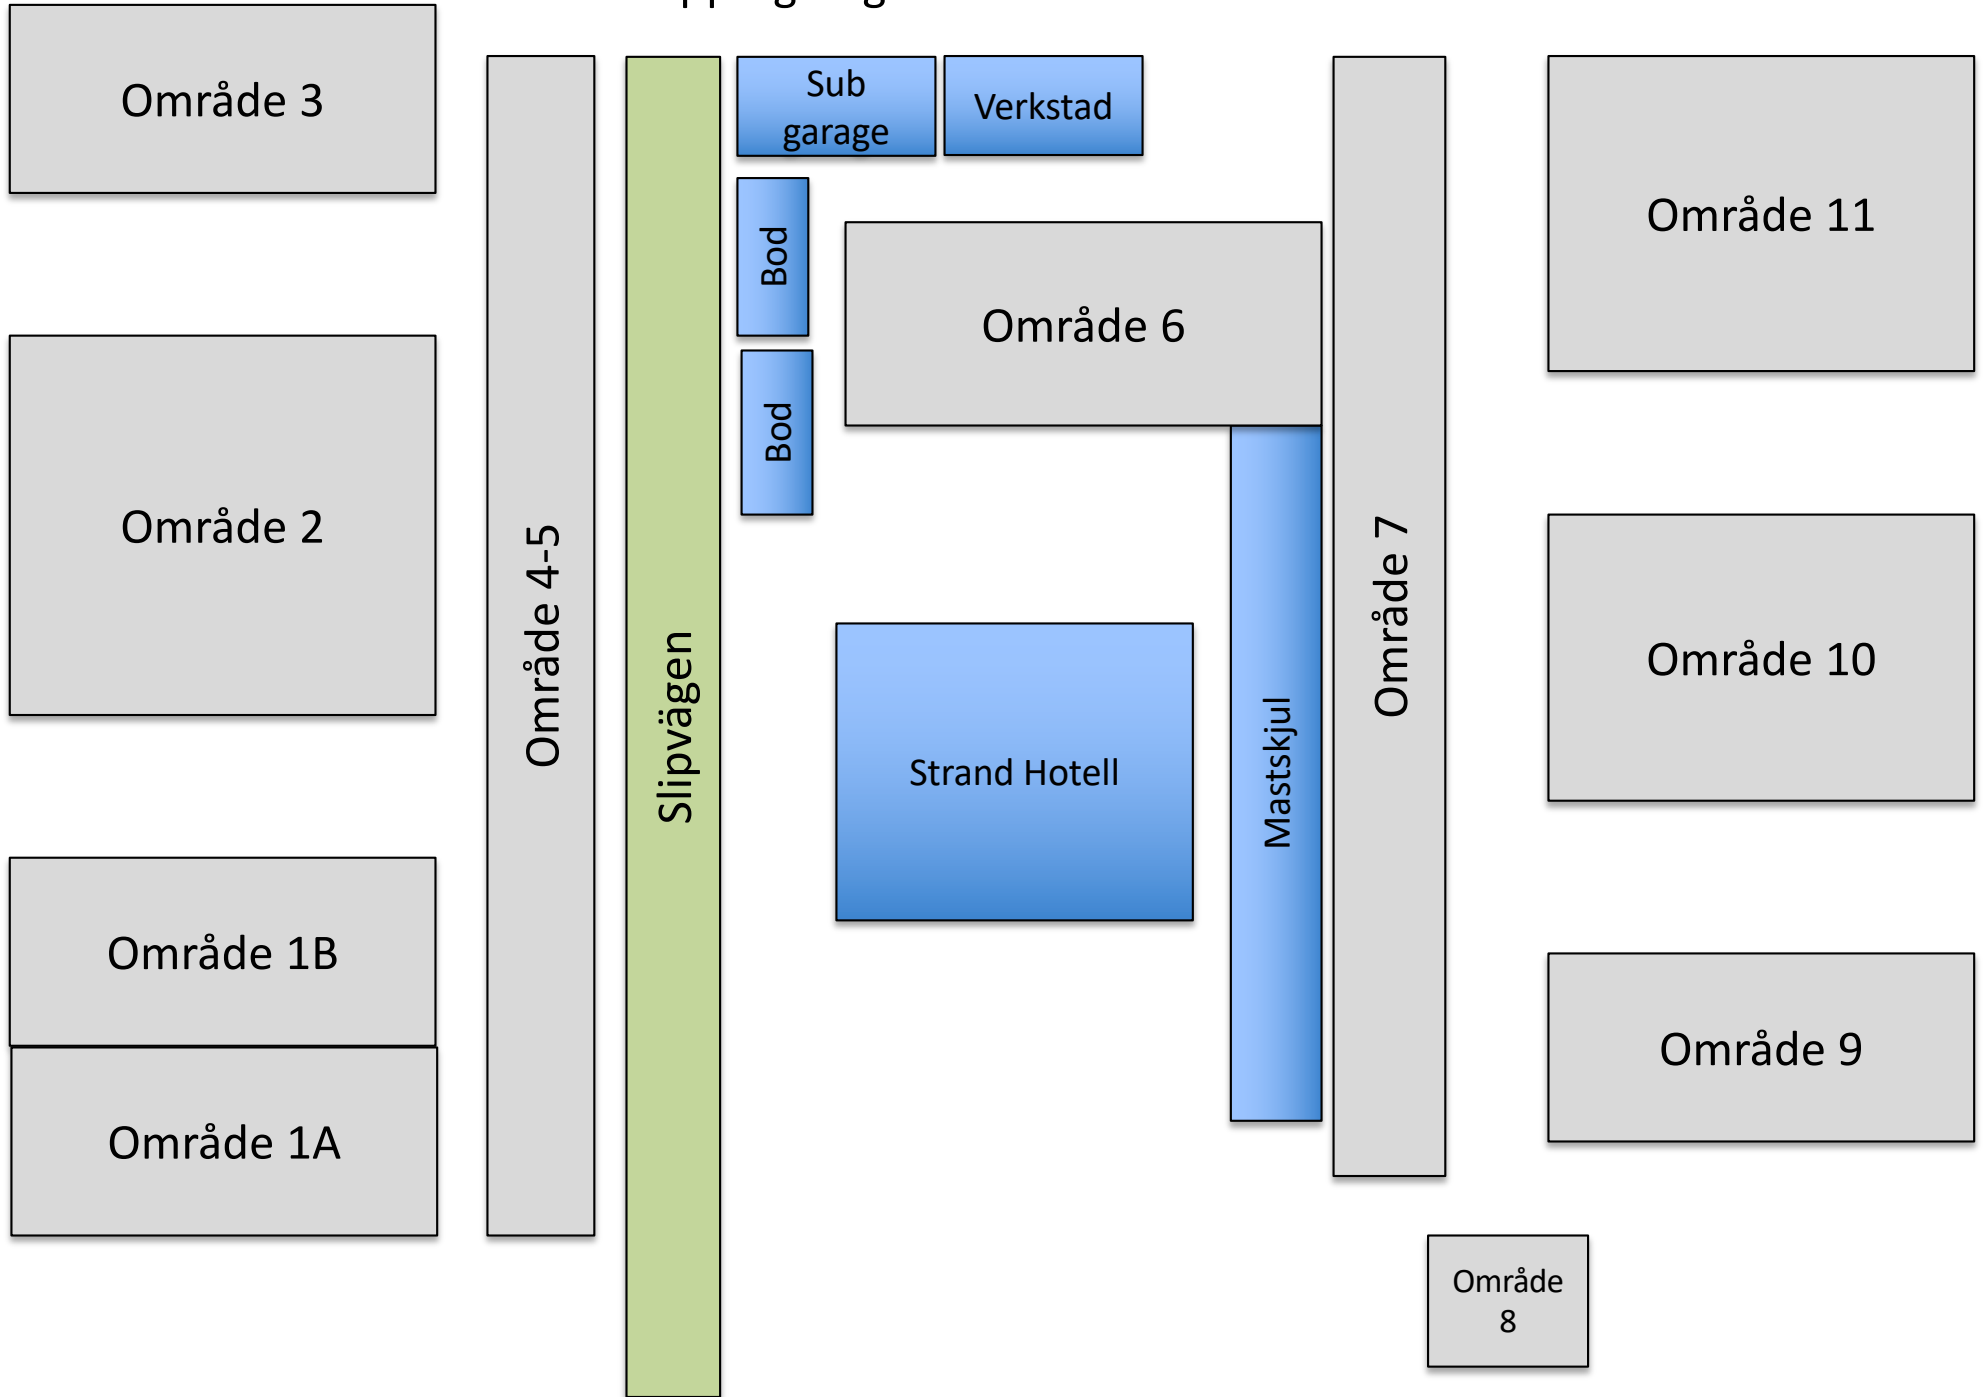 Område 3
Sub
garage
Verkstad
Område 11
Bod
Område 6
Bod
Område 2
Område 4-5
Slipvägen
Område 7
Område 10
Strand Hotell
Mastskjul
Område 1B
Område 9
Område 1A
Område
8